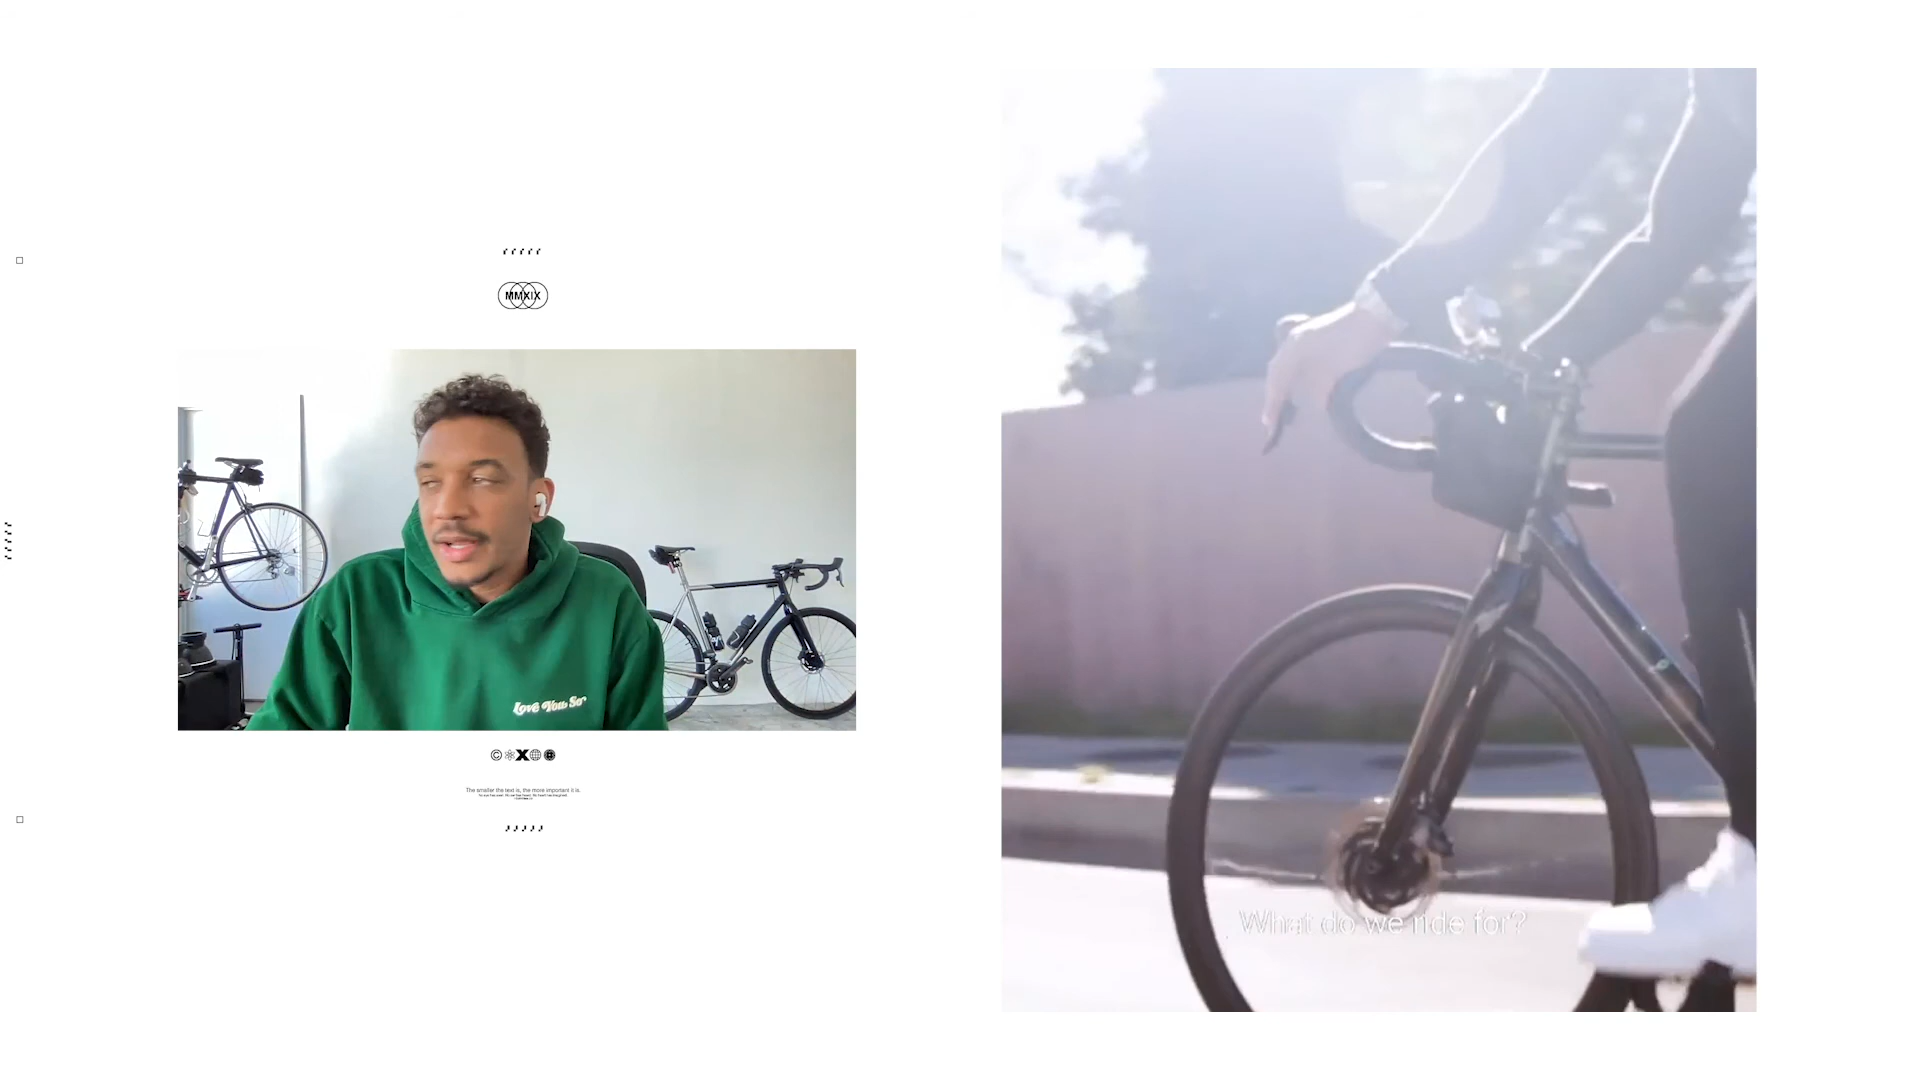 MMXIX
Love You So
©
The smaller the text is, the more important it is.
What do we ride for?